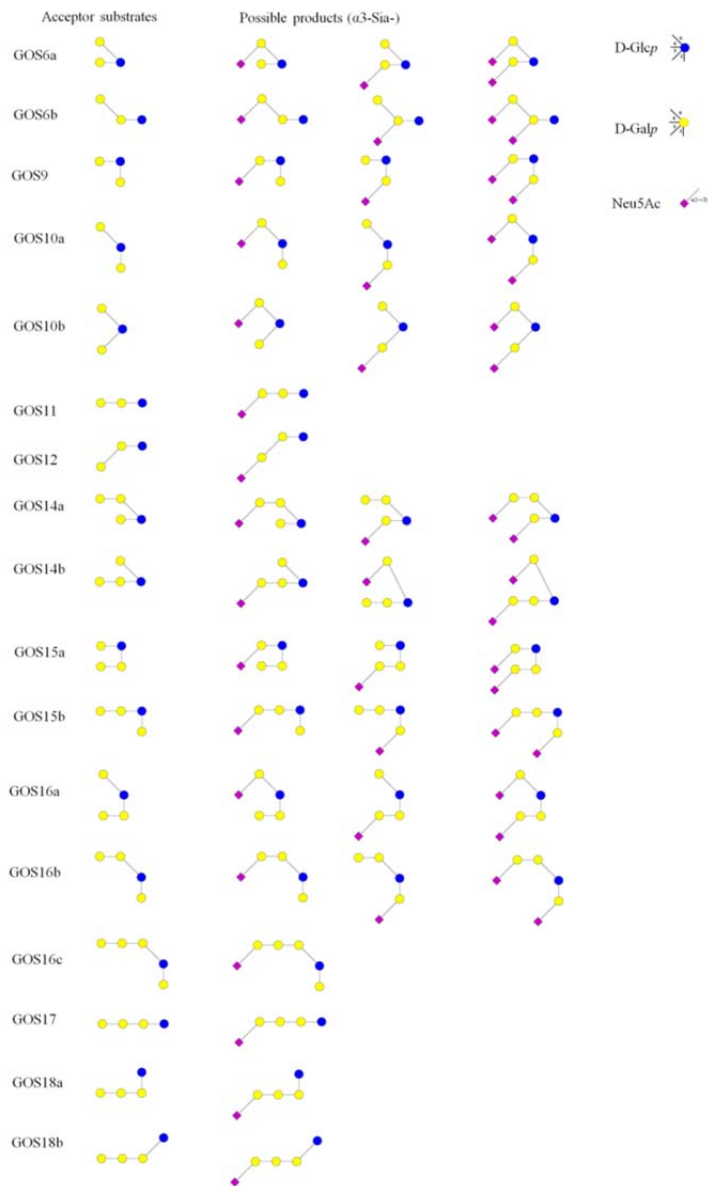 Acceptor substrates
Possible products (α3-Sia-)
GOS6a
D-Glcp
GOS6b
D-Galp
GOS9
Neu5Ac
GOS10a
GOS10b
GOS11
GOS12
GOS14a
GOS14b
GOS15a
GOS15b
GOS16a
GOS16b
GOS16c
GOS17
GOS18a
GOS18b